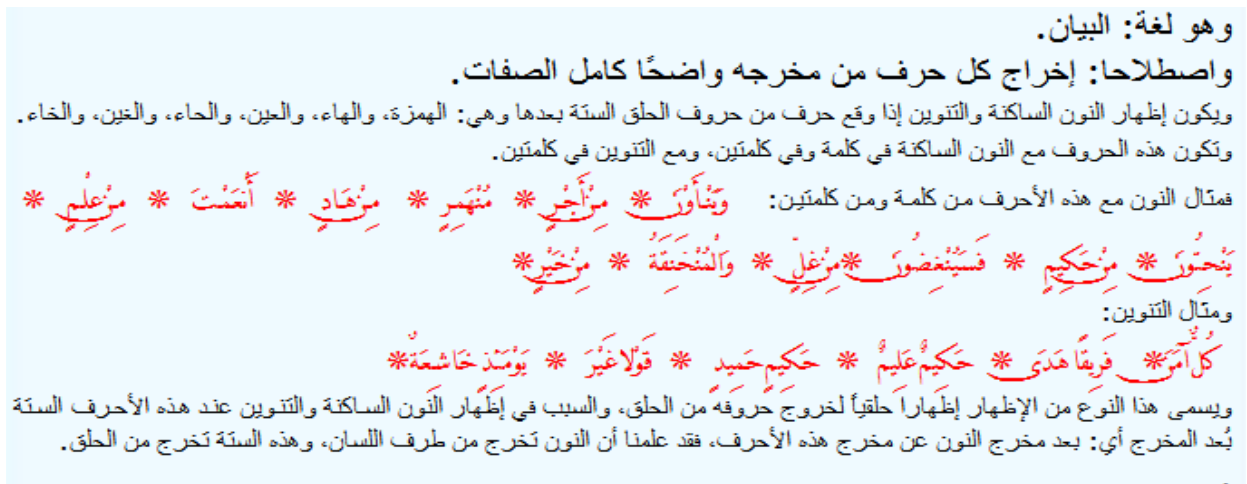 وهو لغة: البيان.
واصطلاحا: إخراج كل حرف من مخرجه واضحًا كامل الصفات.
ويكون إظهار النون الساكنة والتنوين إذا وقع حرف من حروف الحلق الستة بعدها وهي: الهمزة، والهاء، والعين، والحاء، والغين، والخاء.
وتكون هذه الحروف مع النون الساكنة في كلمة وفي كلمتين، ومع التنوين في كلمتين.
فمثال النون مع هذه الأحرف من كلمة ومن كلمتين: وَيَنْـَٔوْنَ * مِنْ أَجْرٍ * مُنْهَمِرٍ * مِنْ هَادٍ * أَنْعَمْتَ * مِنْ عِلْمٍ *
يَنْحِتُونَ * مِنْ حَكِيمٍ * فَسَيُنْغِضُونَ * مِنْ غِلٍّ * وَالْمُنْخَنِقَةُ * مِنْ خَيْرٍ *
ومثال التنوين:
كُلٌّ آمَنَ * فَرِيقًا هَدَى * حَكِيمٌ عَلِيمٌ * حَكِيمٍ حَمِيدٍ * قَوْلًا غَيْرَ * يَوْمَئِذٍ خَاشِعَةٌ *
ويسمى هذا النوع من الإظهار إظهاراً حلقياً لخروج حروفه من الحلق، والسبب في إظهار النون الساكنة والتنوين عند هذه الأحرف الستة
بُعد المخرج أي: بعد مخرج النون عن مخرج هذه الأحرف، فقد علمنا أن النون تخرج من طرف اللسان، وهذه الستة تخرج من الحلق.